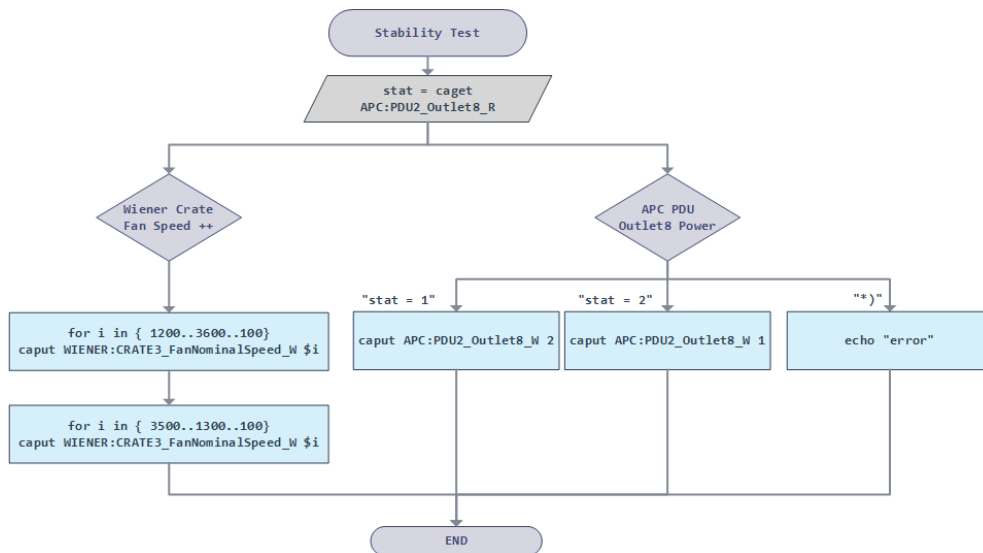 Stability Test
stat = caget
APC:PDU2_Outlet8_R
Wiener Crate
Fan Speed ++
APC PDU
Outlet8 Power
"stat = 1"
"stat = 2"
"*)"
for i in { 1200..3600..100}
caput WIENER:CRATE3_FanNominalSpeed_W $i
caput APC:PDU2_Outlet8_W 2
caput APC:PDU2_Outlet8_W 1
echo "error"
for i in { 3500..1300..100}
caput WIENER:CRATE3_FanNominalSpeed_W $i
END